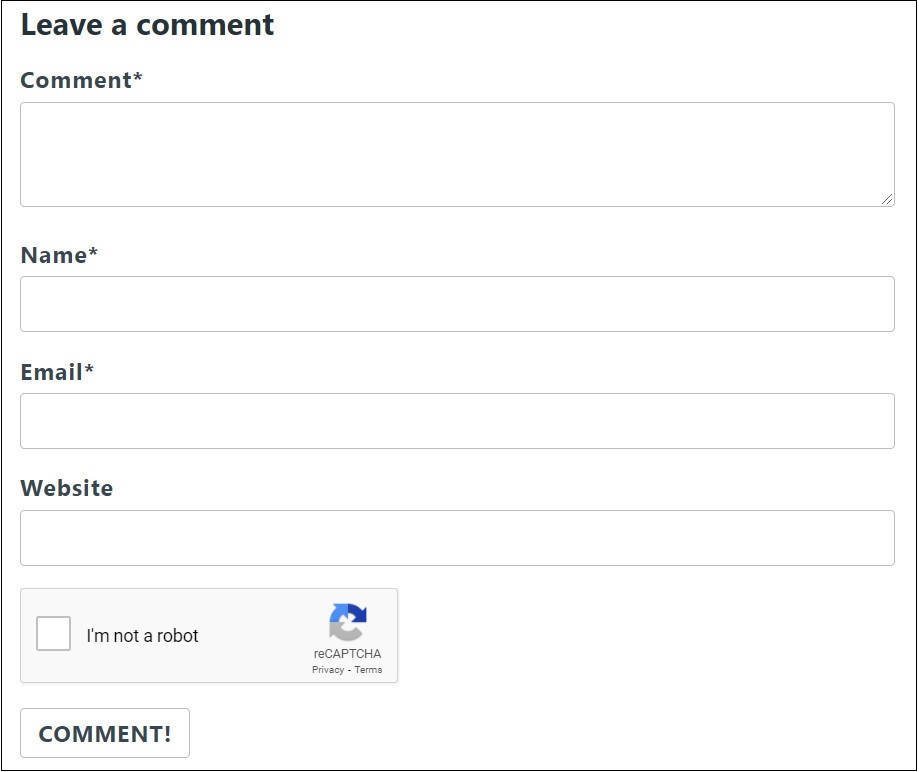 Leave a comment
Comment*
Name*
Email*
Website
I'm not a robot
reCAPTCHA
Privacy - Terms
COMMENT!